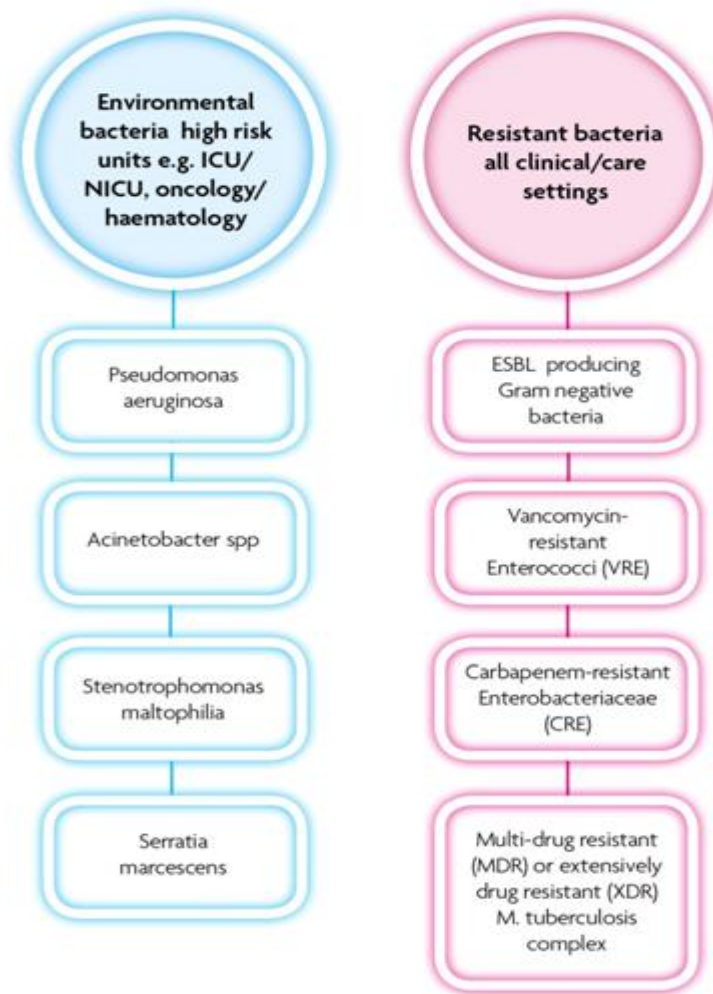 Environmental
bacteria high risk
units e.g. ICU/
NICU, oncology/
haematology
Pseudomonas
aeruginosa
Acinetobacter spp
Stenotrophomonas
maltophilia
Serratia
marcescens
Resistant bacteria
all clinical/care
settings
ESBL producing
Gram negative
bacteria
Vancomycin-
resistant
Enterococci (VRE)
Carbapenem-resistant
Enterobacteriaceae
(CRE)
Multi-drug resistant
(MDR) or extensively
drug resistant (XDR)
M. tuberculosis
complex